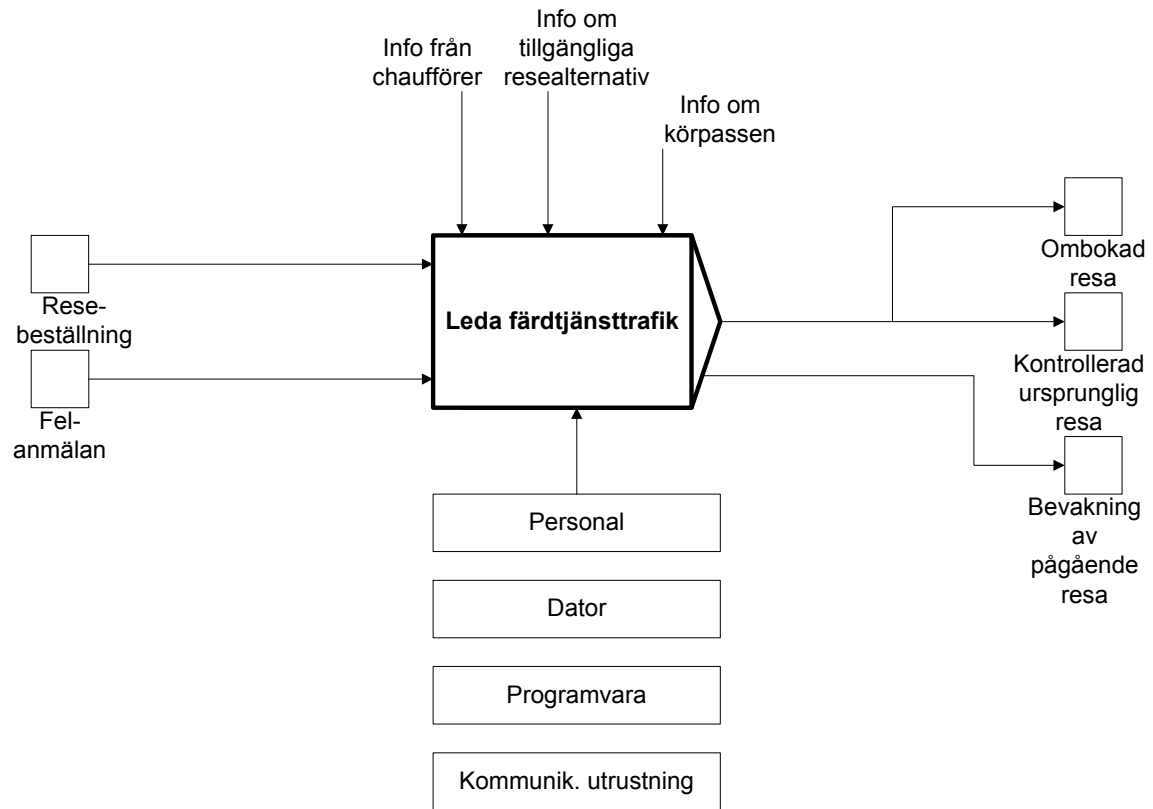 Info från
chaufförer
Info om
tillgängliga
resealternativ
Info om
körpassen
Rese-
beställning
Fel-
anmälan
Leda färdtjänsttrafik
Ombokad
resa
Kontrollerad
ursprunglig
resa
Bevakning
av
pågående
resa
Personal
Dator
Programvara
Kommunik. utrustning